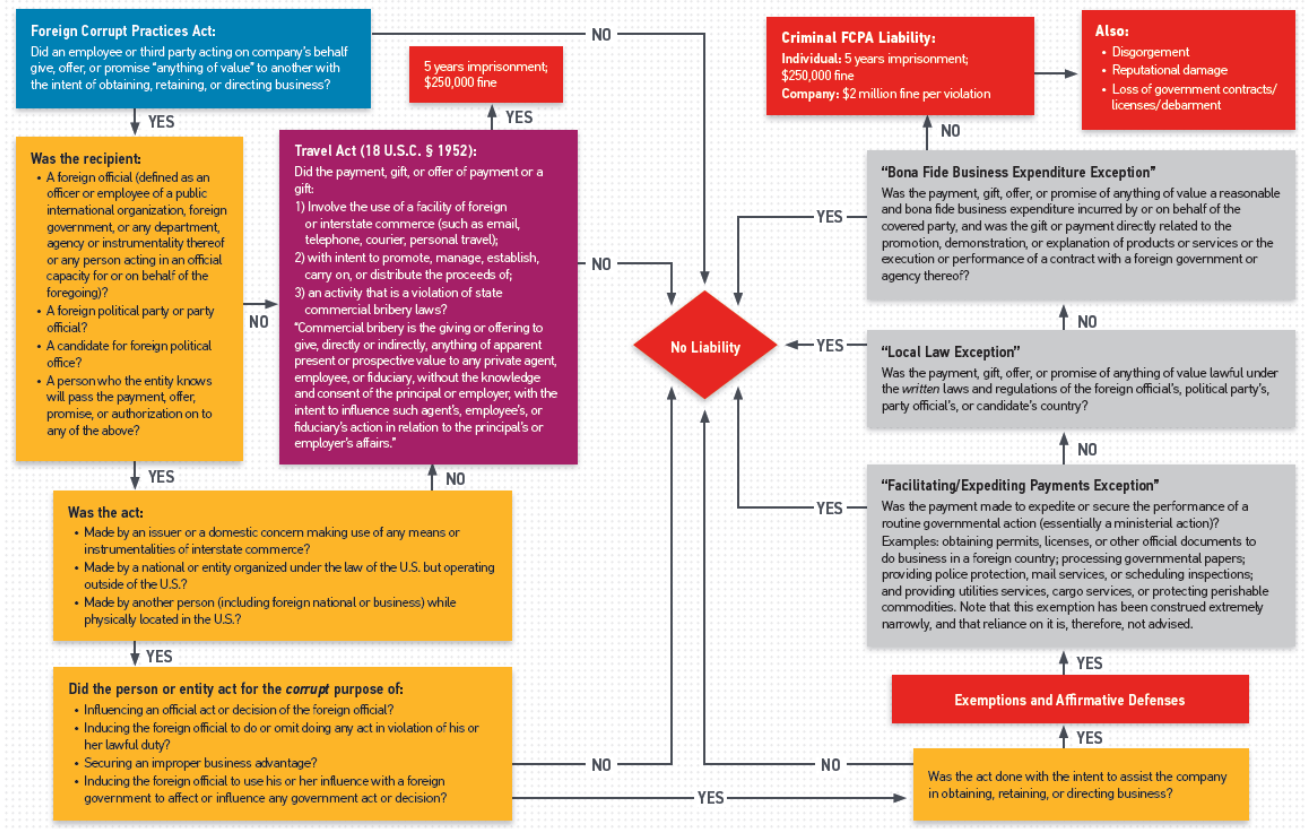 Foreign Corrupt Practices Act:
Did an employee or third party acting on company's behalf
give, offer, or promise "anything of value" to another with
the intent of obtaining, retaining, or directing business?
NO
YES
5 years imprisonment;
$250,000 fine
YES
Criminal FCPA Liability:
Individual: 5 years imprisonment;
$250,000 fine
Company: $2 million fine per violation
Also:
• Disgorgement
• Reputational damage
• Loss of government contracts/
licenses/debarment
NO
Was the recipient:
• A foreign official (defined as an
officer or employee of a public
international organization, foreign
government, or any department,
agency or instrumentality thereof
or any person acting in an official
capacity for or on behalf of the
foregoing)?
• A foreign political party or party
official?
• A candidate for foreign political
office?
• A person who the entity knows
will pass the payment, offer,
promise, or authorization on to
any of the above?
NO
YES
Travel Act (18 U.S.C. § 1952):
Did the payment, gift, or offer of payment or a
gift:
1) Involve the use of a facility of foreign
or interstate commerce (such as email,
telephone, courier, personal travel);
2) with intent to promote, manage, establish,
carry on, or distribute the proceeds of;
3) an activity that is a violation of state
commercial bribery laws?
"Commercial bribery is the giving or offering to
give, directly or indirectly, anything of apparent
present or prospective value to any private agent,
employee, or fiduciary, without the knowledge
and consent of the principal or employer, with the
intent to influence such agent's, employee's, or
fiduciary's action in relation to the principal's or
employer's affairs."
NO
NO
No Liability
"Bona Fide Business Expenditure Exception"
Was the payment, gift, offer, or promise of anything of value a reasonable
and bona fide business expenditure incurred by or on behalf of the
covered party, and was the gift or payment directly related to the
promotion, demonstration, or explanation of products or services or the
execution or performance of a contract with a foreign government or
agency thereof?
YES
NO
"Local Law Exception"
Was the payment, gift, offer, or promise of anything of value lawful under
the written laws and regulations of the foreign official's, political party's,
party official's, or candidate's country?
YES
NO
"Facilitating/Expediting Payments Exception"
Was the payment made to expedite or secure the performance of a
routine governmental action (essentially a ministerial action)?
Examples: obtaining permits, licenses, or other official documents to
do business in a foreign country; processing governmental papers;
providing police protection, mail services, or scheduling inspections;
and providing utilities services, cargo services, or protecting perishable
commodities. Note that this exemption has been construed extremely
narrowly, and that reliance on it is, therefore, not advised.
YES
YES
Exemptions and Affirmative Defenses
YES
Was the act:
• Made by an issuer or a domestic concern making use of any means or
instrumentalities of interstate commerce?
• Made by a national or entity organized under the law of the U.S. but operating
outside of the U.S.?
• Made by another person (including foreign national or business) while
physically located in the U.S.?
YES
Did the person or entity act for the corrupt purpose of:
• Influencing an official act or decision of the foreign official?
• Inducing the foreign official to do or omit doing any act in violation of his or
her lawful duty?
• Securing an improper business advantage?
• Inducing the foreign official to use his or her influence with a foreign
government to affect or influence any government act or decision?
NO
YES
NO
Was the act done with the intent to assist the company
in obtaining, retaining, or directing business?